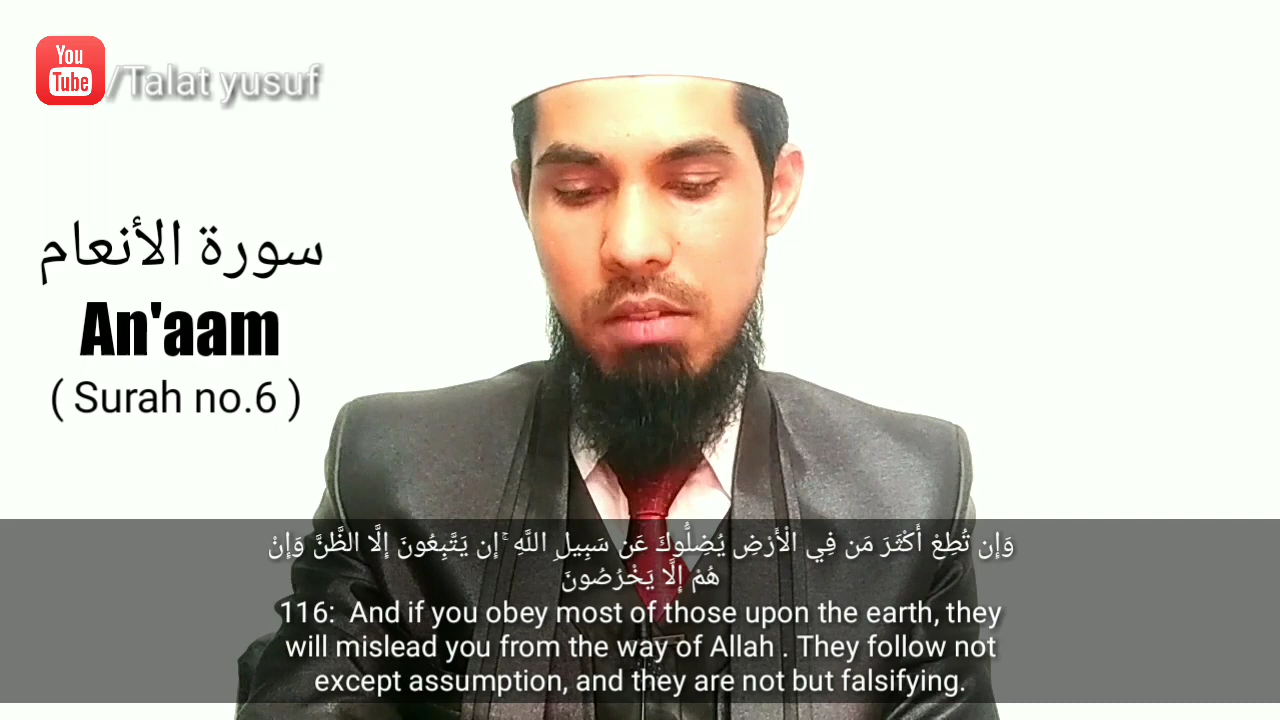 You
Tube
/Talat yusuf
سورة الأنعام
An'aam
( Surah no.6 )
وَإِن تُطِعْ أَكْثَرَ مَن فِي الْأَرْضِ يُضِلُّوكَ عَن سَبِيلِ اللَّهِ ۚ إِن يَتَّبِعُونَ إِلَّا الظَّنَّ وَإِنْ
هُمْ إِلَّا يَخْرُصُونَ
116:  And if you obey most of those upon the earth, they
will mislead you from the way of Allah . They follow not
except assumption, and they are not but falsifying.